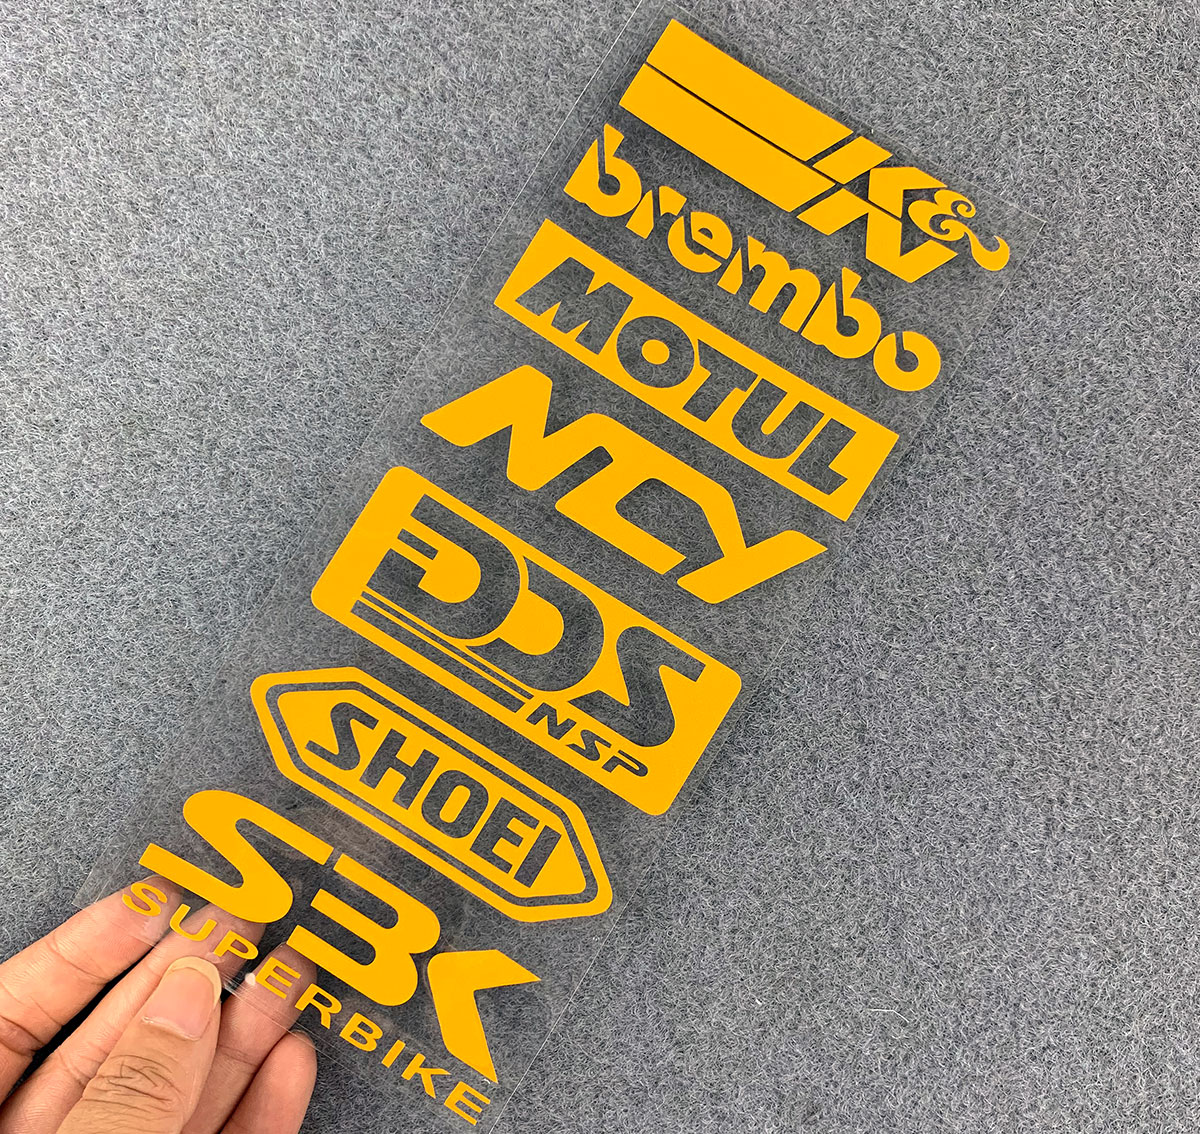 K&N
brembo
MOTUL
NCY
DDS
NSP
SHOEI
SBK
SUPERBIKE